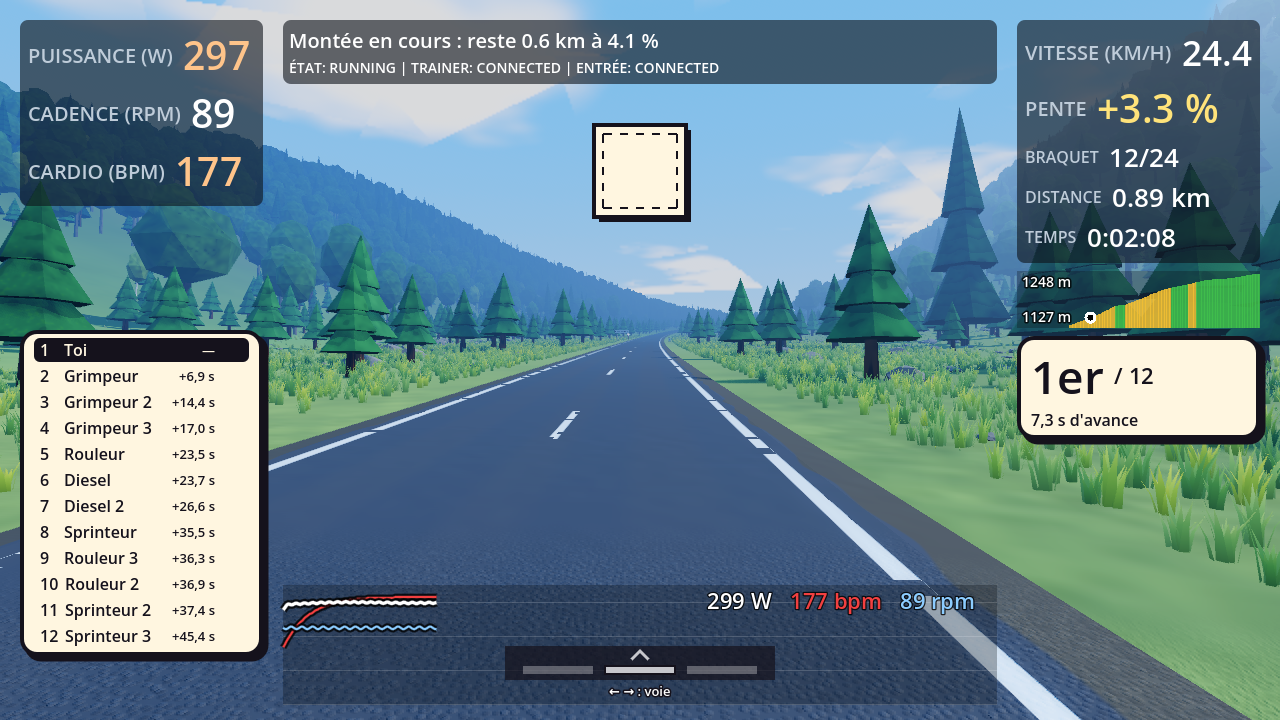 PUISSANCE (W) 297
CADENCE (RPM) 89
CARDIO (BPM) 177
Montée en cours : reste 0.6 km à 4.1 %
ÉTAT: RUNNING | TRAINER: CONNECTED | ENTRÉE: CONNECTED
VITESSE (KM/H) 24.4
PENTE +3.3 %
BRAQUET 12/24
DISTANCE 0.89 km
TEMPS 0:02:08
1248 m
1127 m
1er / 12
7,3 s d'avance
1 Toi —
2 Grimpeur +6,9 s
3 Grimpeur 2 +14,4 s
4 Grimpeur 3 +17,0 s
5 Rouleur +23,5 s
6 Diesel +23,7 s
7 Diesel 2 +26,6 s
8 Sprinteur +35,5 s
9 Rouleur 3 +36,3 s
10 Rouleur 2 +36,9 s
11 Sprinteur 2 +37,4 s
12 Sprinteur 3 +45,4 s
299 W 177 bpm 89 rpm
← → : voie